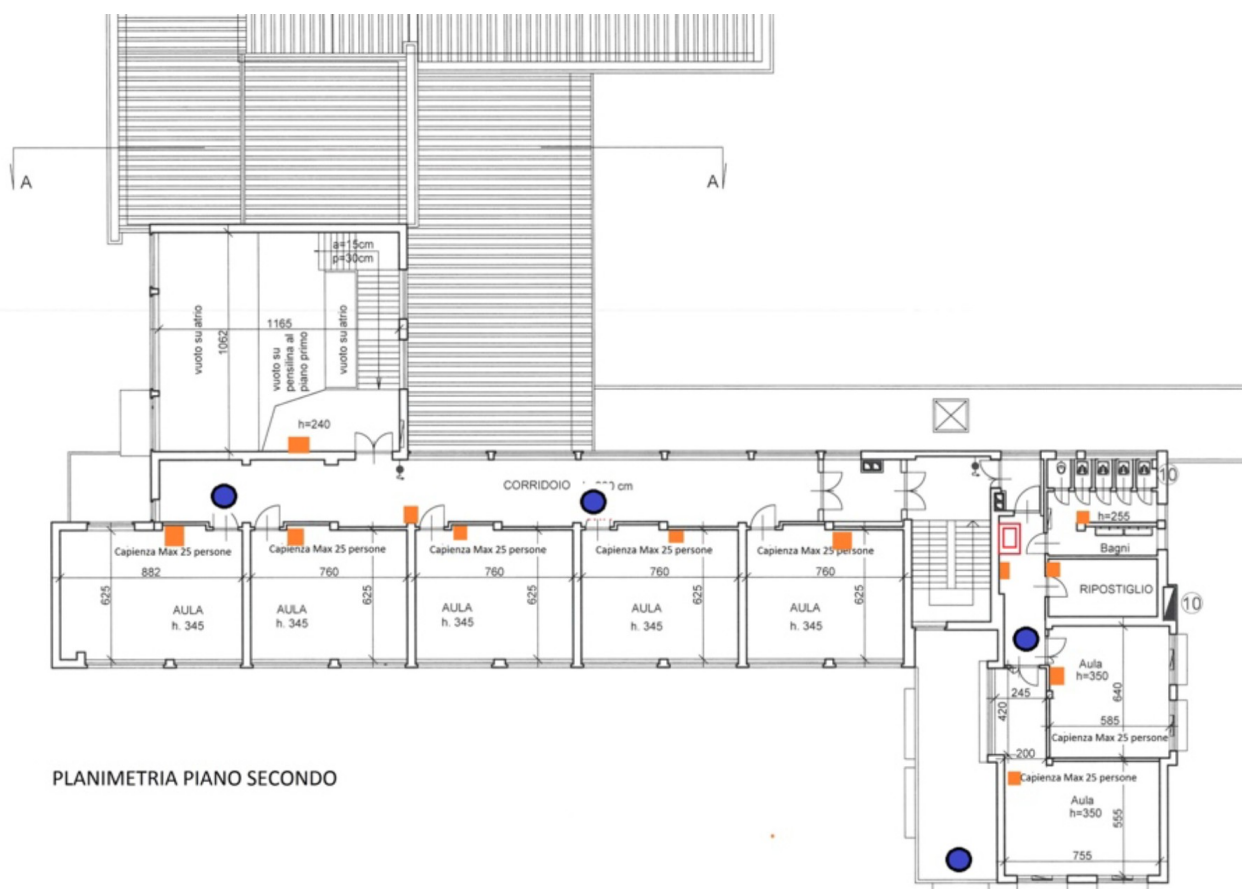 A
A
a=15cm
p=30cm
vuoto su atrio
1062
1165
vuoto su
pensilina al
piano primo
vuoto su atrio
h=240
CORRIDOIO
cm
10
h=255
Bagni
Capienza Max 25 persone
Capienza Max 25 persone
Capienza Max 25 persone
Capienza Max 25 persone
Capienza Max 25 persone
882
760
760
760
760
625
625
625
625
625
AULA
h. 345
AULA
h. 345
AULA
h. 345
AULA
h. 345
AULA
h. 345
RIPOSTIGLIO
10
Aula
h=350
640
245
420
585
Capienza Max 25 persone
200
Capienza Max 25 persone
Aula
h=350
555
755
PLANIMETRIA PIANO SECONDO